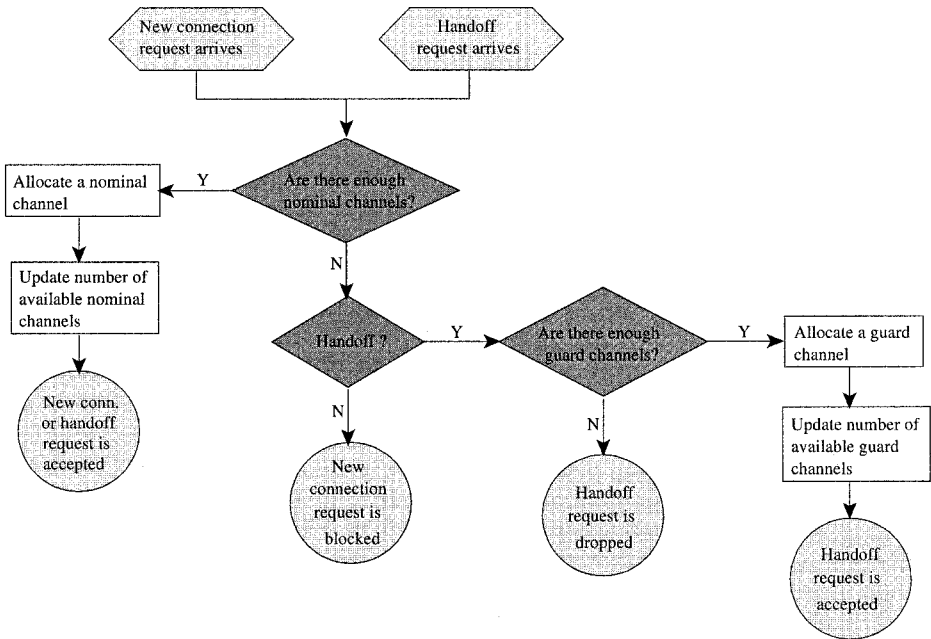 New connection
request arrives
Handoff
request arrives
Are there enough
nominal channels?
Y
Allocate a nominal
channel
Update number of
available nominal
channels
New conn.
or handoff
request is
accepted
N
Handoff ?
Y
Are there enough
guard channels?
Y
Allocate a guard
channel
Update number of
available guard
channels
N
New
connection
request is
blocked
N
Handoff
request is
dropped
Handoff
request is
accepted